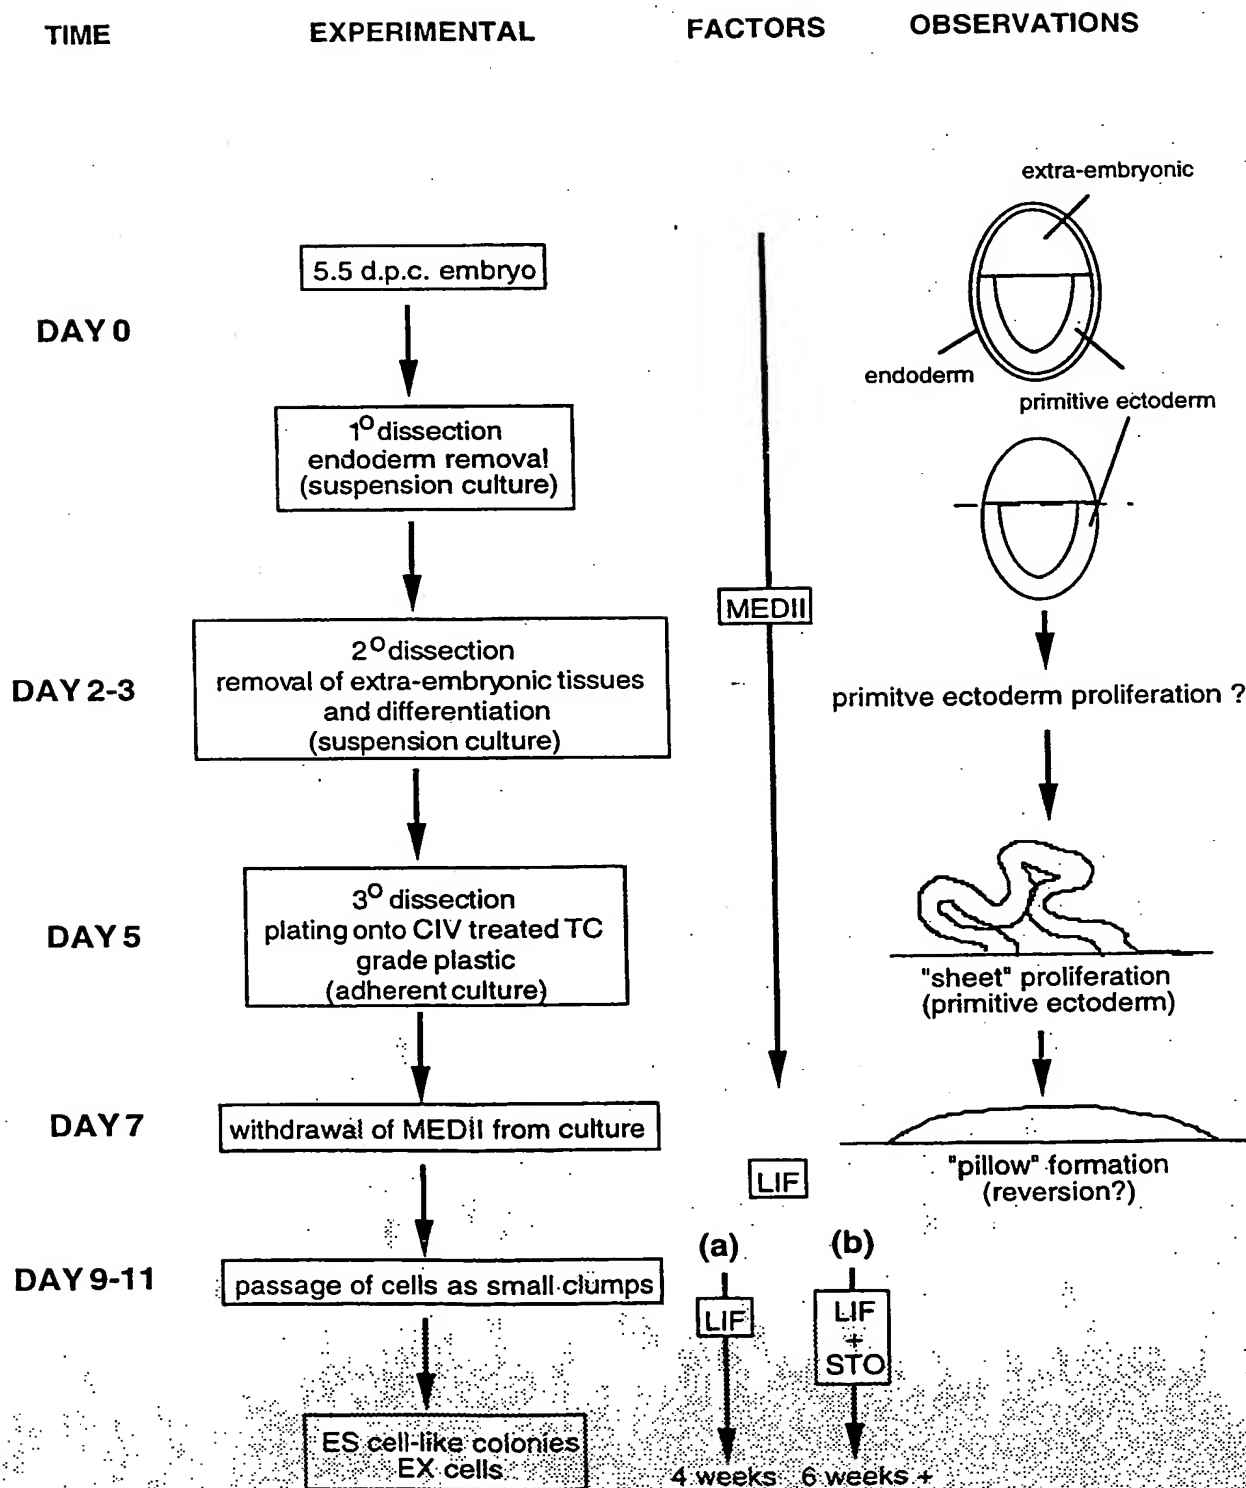 TIME EXPERIMENTAL FACTORS OBSERVATIONS
extra-embryonic
5.5 d.p.c. embryo
DAY 0
endoderm
primitive ectoderm
1° dissection
endoderm removal
(suspension culture)
MEDII
2° dissection
removal of extra-embryonic tissues
and differentiation
(suspension culture)
DAY 2-3
primitve ectoderm proliferation ?
3° dissection
plating onto CIV treated TC
grade plastic
(adherent culture)
DAY 5
"sheet" proliferation
(primitive ectoderm)
DAY 7
withdrawal of MEDII from culture
"pillow" formation
(reversion?)
LIF
(a) (b)
DAY 9-11
passage of cells as small clumps
LIF
LIF
+
STO
ES cell-like colonies
EX cells
4 weeks 6 weeks +